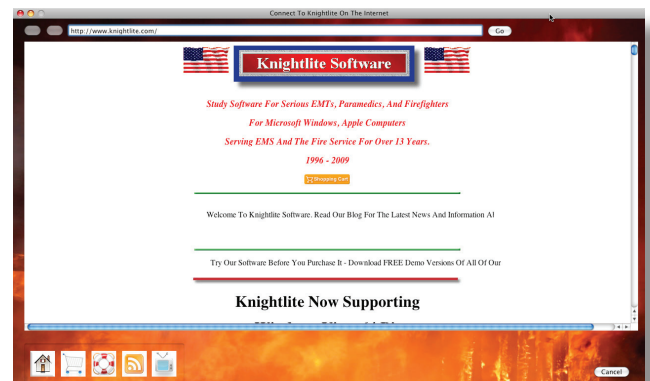 Connect To Knightlite On The Internet
http://www.knightlite.com/
Go
Knightlite Software
Study Software For Serious EMTs, Paramedics, And Firefighters
For Microsoft Windows, Apple Computers
Serving EMS And The Fire Service For Over 13 Years.
1996 - 2009
Shopping Cart
Welcome To Knightlite Software. Read Our Blog For The Latest News And Information Al
Try Our Software Before You Purchase It - Download FREE Demo Versions Of All Of Our
Knightlite Now Supporting
Cancel